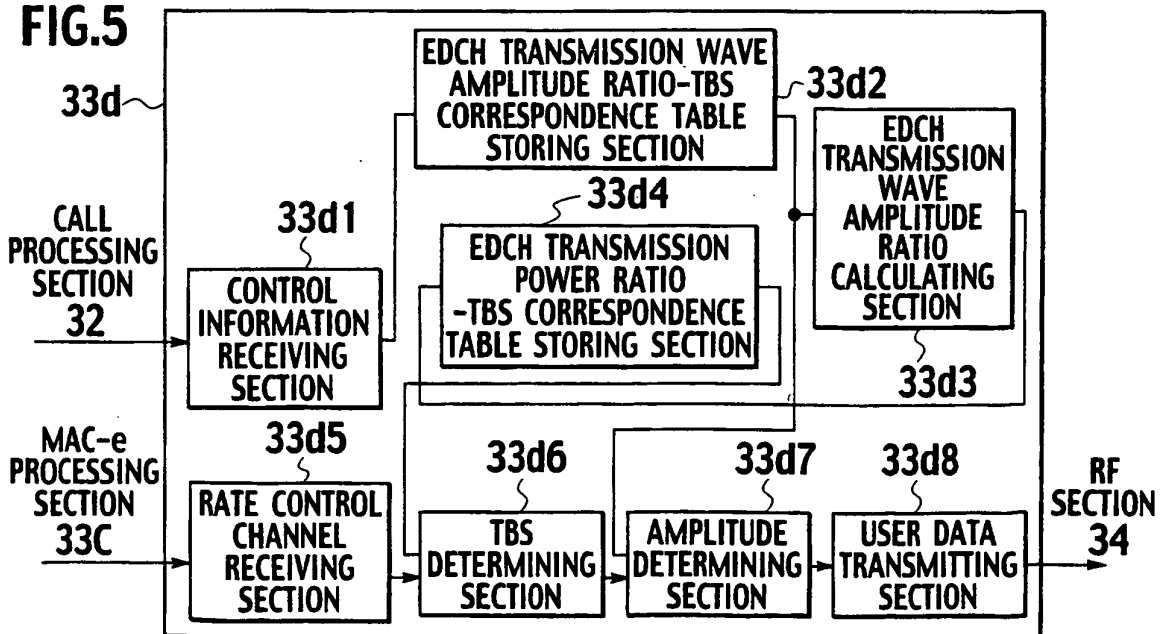 FIG.5
33d
EDCH TRANSMISSION WAVE
AMPLITUDE RATIO-TBS
CORRESPONDENCE TABLE
STORING SECTION
33d2
EDCH
TRANSMISSION
WAVE
AMPLITUDE
RATIO
CALCULATING
SECTION
33d3
33d4
EDCH TRANSMISSION
POWER RATIO
-TBS CORRESPONDENCE
TABLE STORING SECTION
CALL
PROCESSING
SECTION
32
33d1
CONTROL
INFORMATION
RECEIVING
SECTION
MAC-e
PROCESSING
SECTION
33C
33d5
RATE CONTROL
CHANNEL
RECEIVING
SECTION
33d6
TBS
DETERMINING
SECTION
33d7
AMPLITUDE
DETERMINING
SECTION
33d8
USER DATA
TRANSMITTING
SECTION
RF
SECTION
34